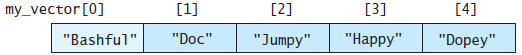 my_vector[0] [1] [2] [3] [4]
"Bashful" "Doc" "Jumpy" "Happy" "Dopey"